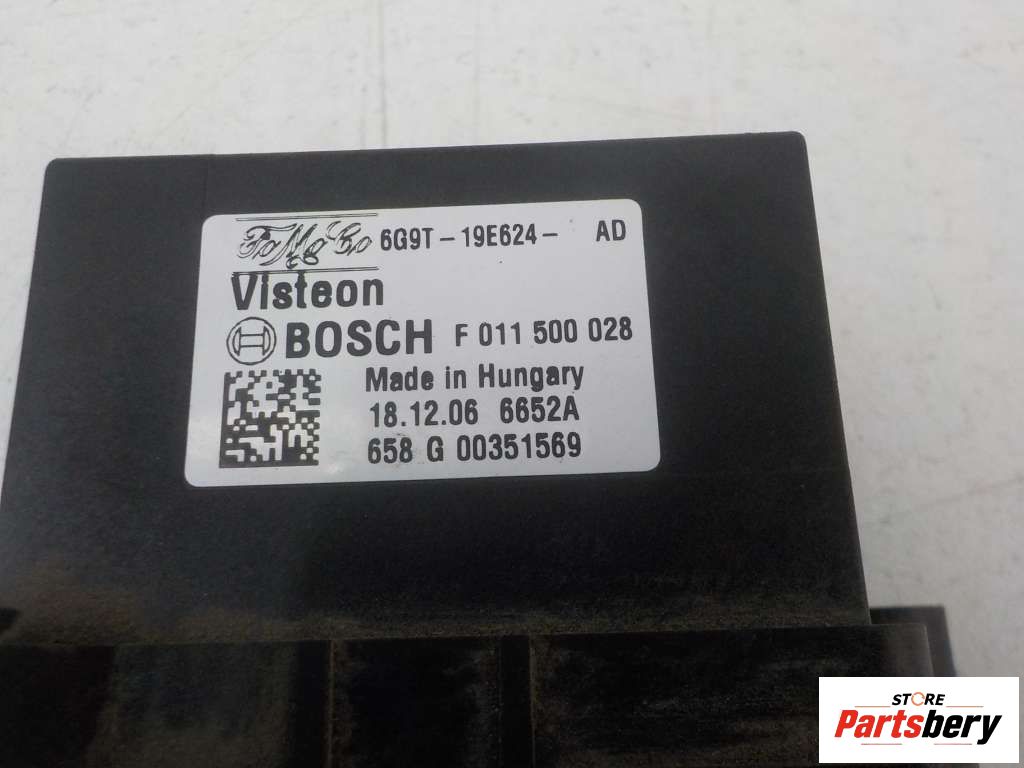 FoMoCo 6G9T-19E624- AD
Visteon
BOSCH F 011 500 028
Made in Hungary
18.12.06 6652A
658 G 00351569
STORE
Partsbery